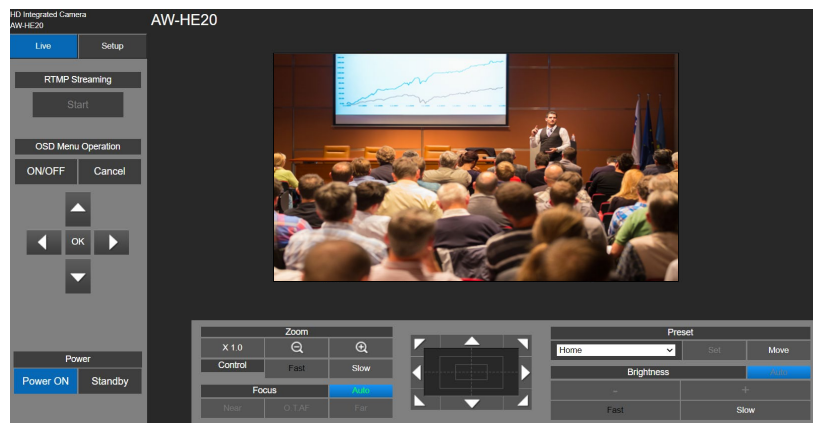 HD Integrated Camera
AW-HE20
AW-HE20
Live
Setup
RTMP Streaming
Start
OSD Menu Operation
ON/OFF
Cancel
OK
Power
Power ON
Standby
Zoom
X 1.0
Control
Fast
Slow
Focus
Auto
Near
O.T.AF
Far
Preset
Home
Set
Move
Brightness
Auto
-
+
Fast
Slow